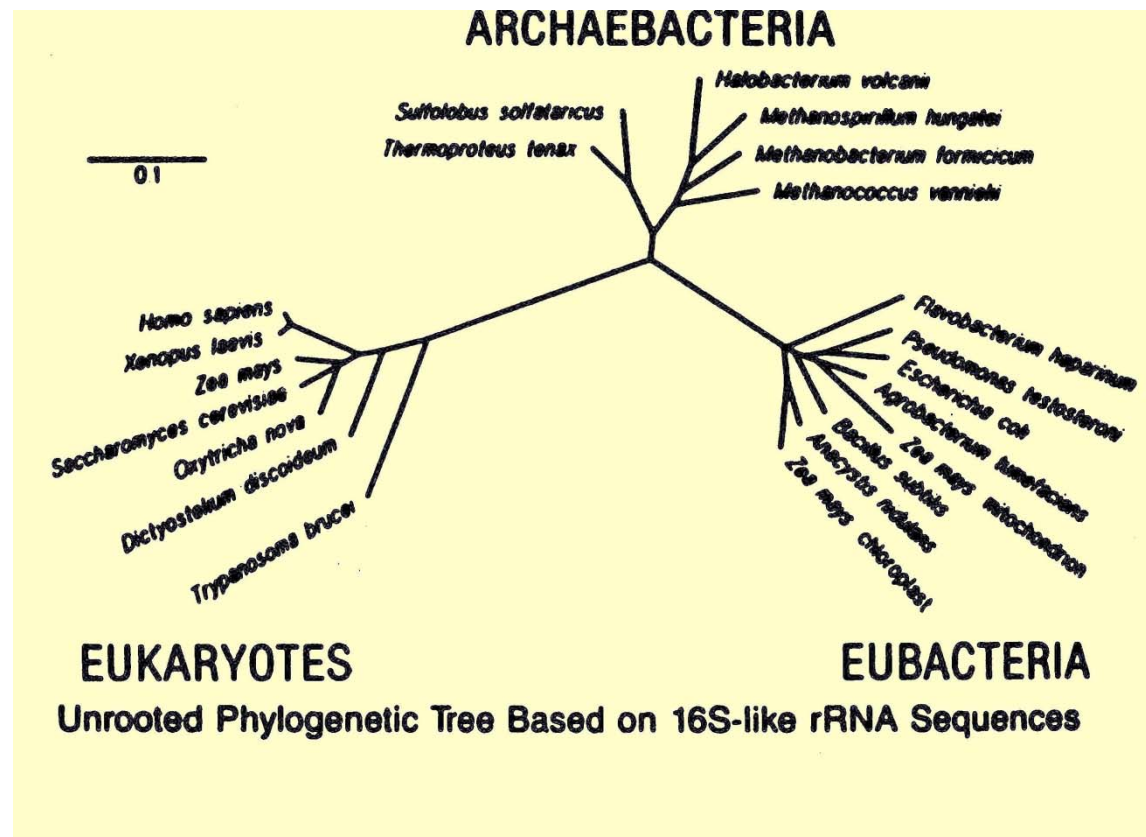 ARCHAEBACTERIA
Halobacterium volcanii
Sulfolobus solfataricus
Methanospirillum hungatei
Thermoproteus tenax
Methanobacterium formicicum
0.1
Methanococcus vannielii
Homo sapiens
Xenopus laevis
Zea mays
Saccharomyces cerevisiae
Oxytricha nova
Dictyostelium discoideum
Trypanosoma brucei
Flavobacterium heparinum
Pseudomonas testosteroni
Escherichia coli
Agrobacterium tumefaciens
Zea mays mitochondrion
Bacillus subtilis
Anacystis nidulans
Zea mays chloroplast
EUKARYOTES
EUBACTERIA
Unrooted Phylogenetic Tree Based on 16S-like rRNA Sequences